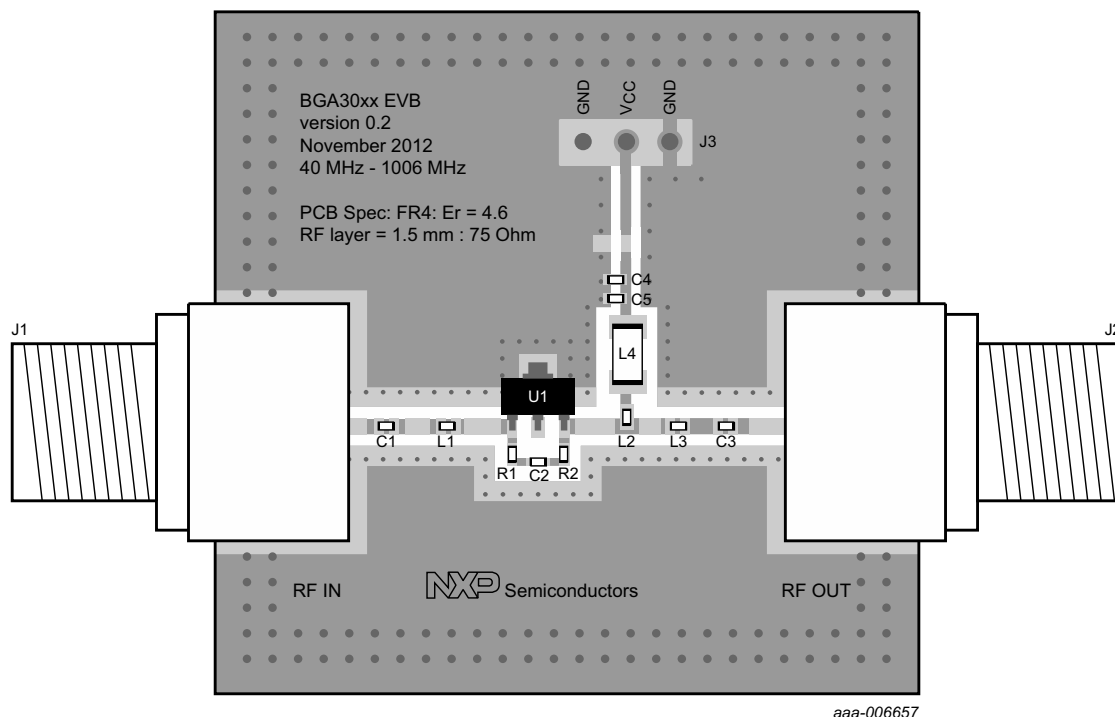 BGA30xx EVB
version 0.2
November 2012
40 MHz - 1006 MHz
PCB Spec: FR4: Er = 4.6
RF layer = 1.5 mm : 75 Ohm
GND
VCC
GND
J3
C4
C5
J1
J2
L4
U1
C1
L1
L2
L3
C3
R1
C2
R2
RF IN
NXP Semiconductors
RF OUT
aaa-006657